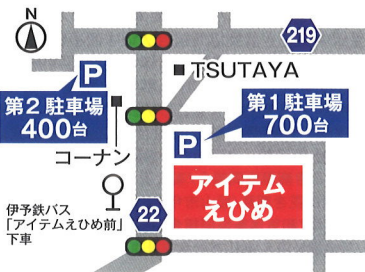 N
219
P
TSUTAYA
第2駐車場
400台
第1駐車場
700台
コーナン
P
アイテム
えひめ
22
伊予鉄バス
「アイテムえひめ前」
下車